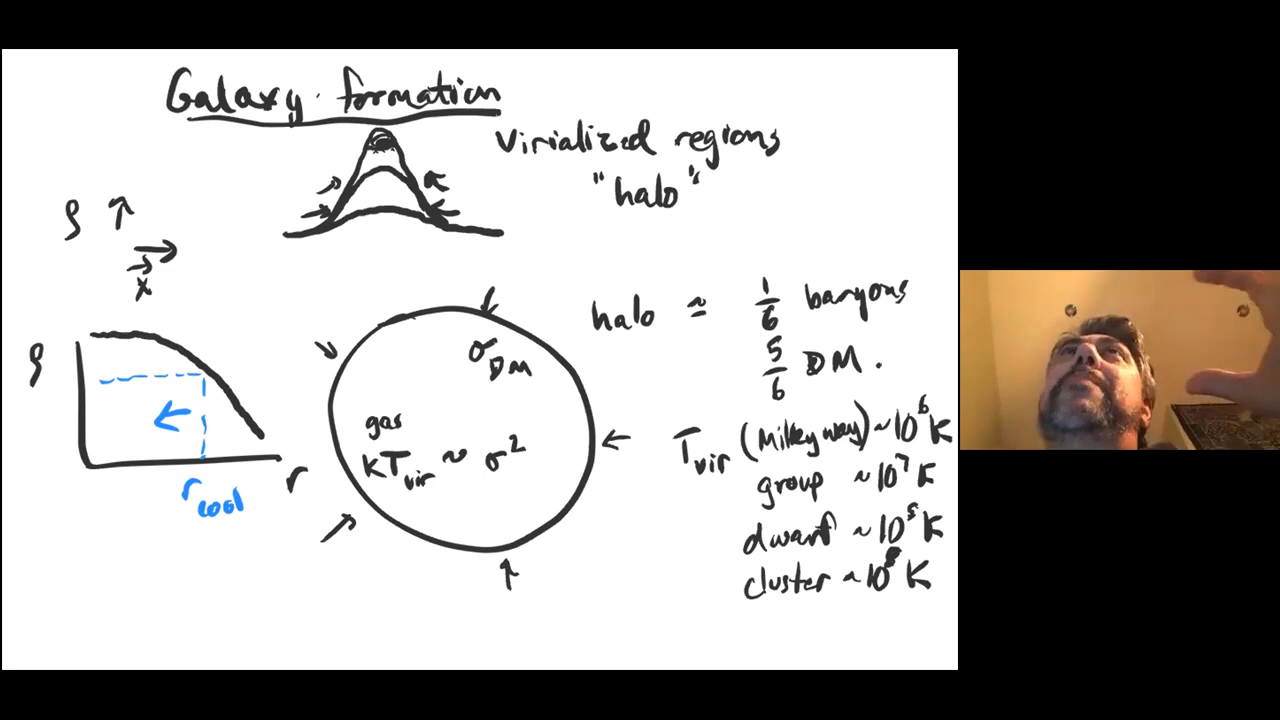 Galaxy formation
Virialized regions
"halo"
ρ ↑
→
x
halo ≈ 1/6 baryons
5/6 DM.
ρ
σ_DM
gas
kT_vir ~ σ²
r
r_cool
T_vir (Milky way) ~ 10⁶ K
group ~ 10⁷ K
dwarf ~ 10⁵ K
cluster ~ 10⁸ K